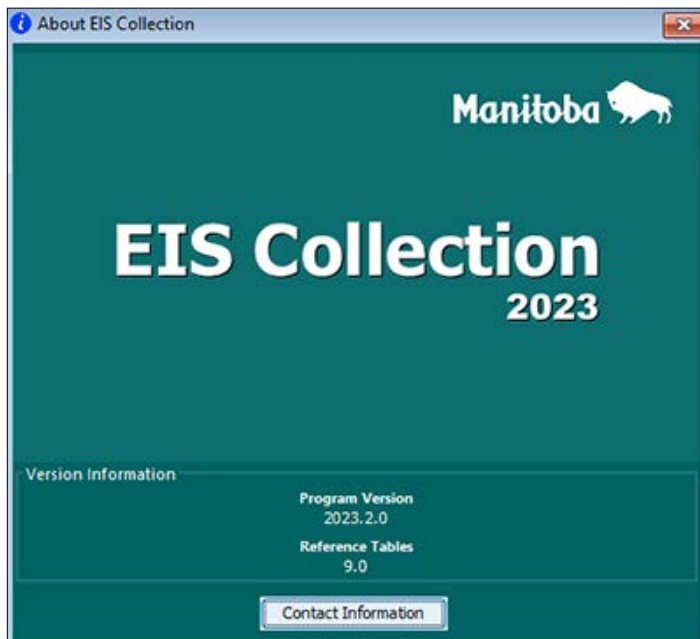 About EIS Collection
Manitoba
EIS Collection
2023
Version Information
Program Version
2023.2.0
Reference Tables
9.0
Contact Information